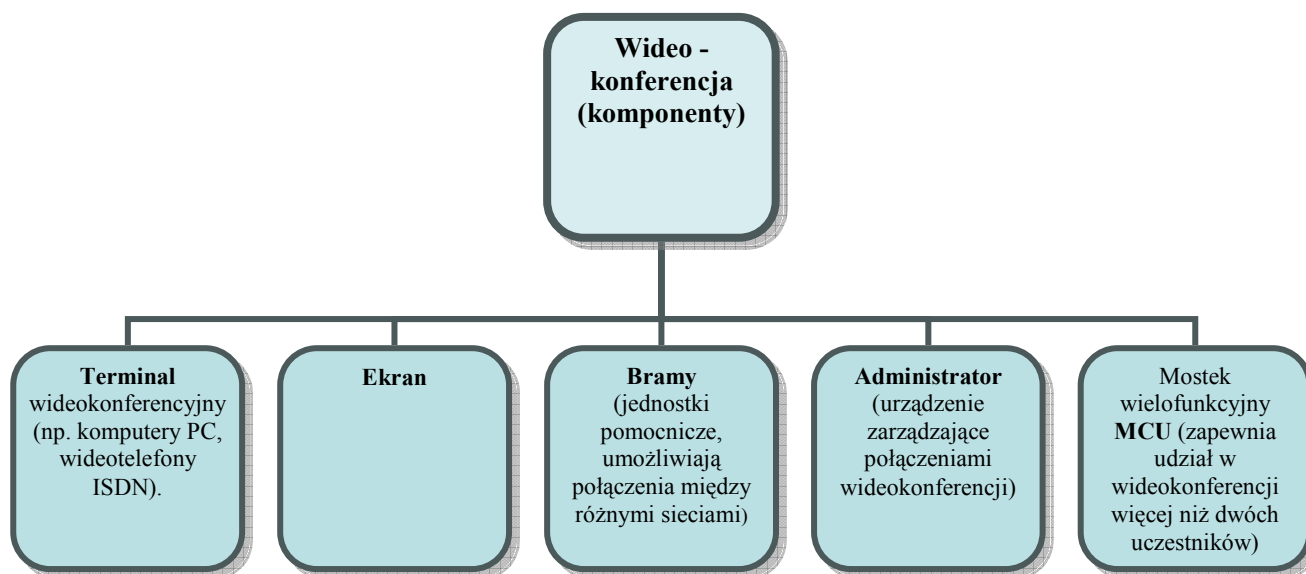 Wideo -
konferencja
(komponenty)
Terminal
wideokonferencyjny
(np. komputery PC,
wideotelefony
ISDN).
Ekran
Bramy
(jednostki
pomocnicze,
umożliwiają
połączenia między
różnymi sieciami)
Administrator
(urządzenie
zarządzające
połączeniami
wideokonferencji)
Mostek
wielofunkcyjny
MCU (zapewnia
udział w
wideokonferencji
więcej niż dwóch
uczestników)